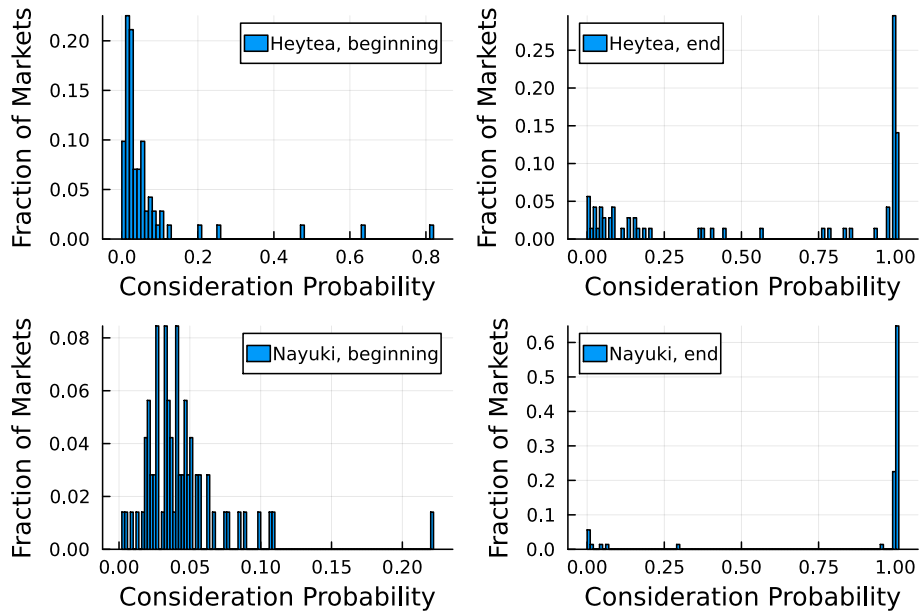 Fraction of Markets
0.20
0.15
0.10
0.05
0.00
Heytea, beginning
0.0 0.2 0.4 0.6 0.8
Consideration Probability
Fraction of Markets
0.25
0.20
0.15
0.10
0.05
0.00
Heytea, end
0.00 0.25 0.50 0.75 1.00
Consideration Probability
Fraction of Markets
0.08
0.06
0.04
0.02
0.00
Nayuki, beginning
0.00 0.05 0.10 0.15 0.20
Consideration Probability
Fraction of Markets
0.6
0.5
0.4
0.3
0.2
0.1
0.0
Nayuki, end
0.00 0.25 0.50 0.75 1.00
Consideration Probability